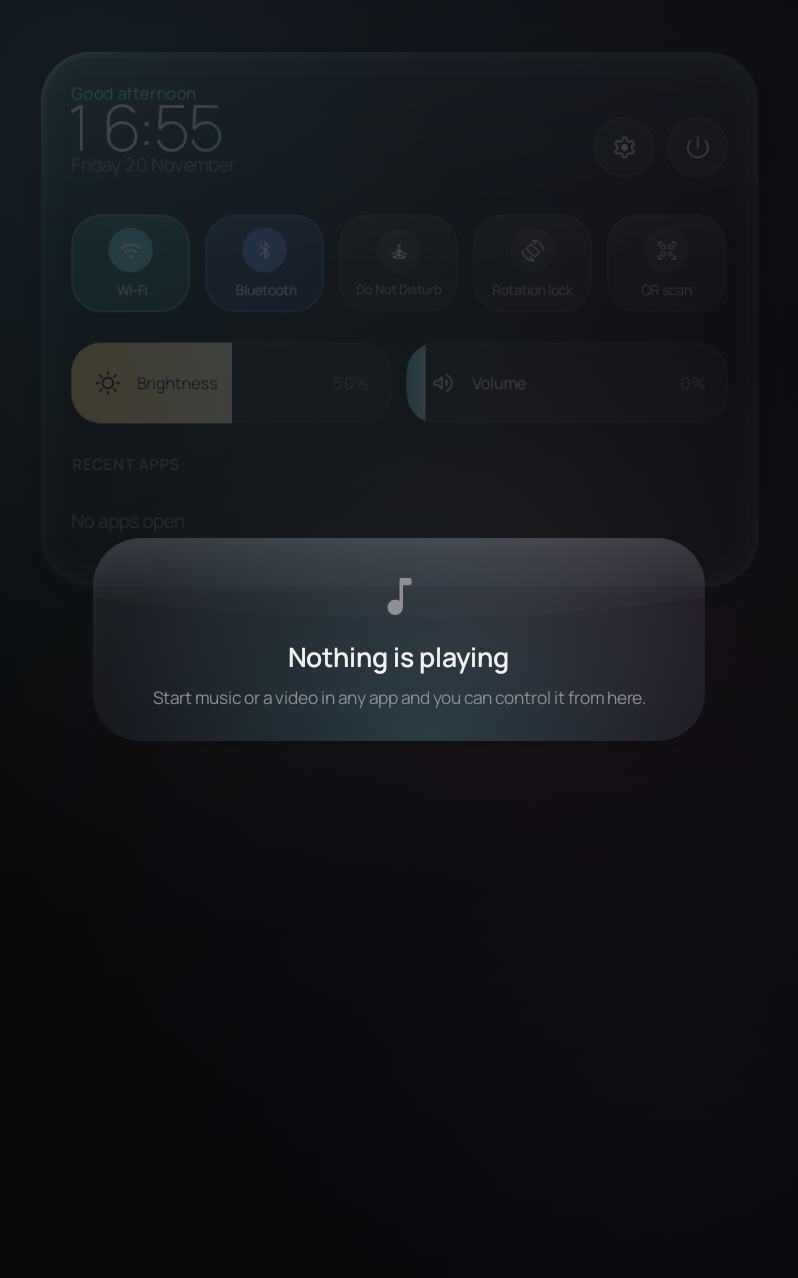 Good afternoon
16:55
Friday 20 November
Wi-Fi
Bluetooth
Do Not Disturb
Rotation lock
QR scan
Brightness 50%
Volume 0%
RECENT APPS
No apps open
Nothing is playing
Start music or a video in any app and you can control it from here.